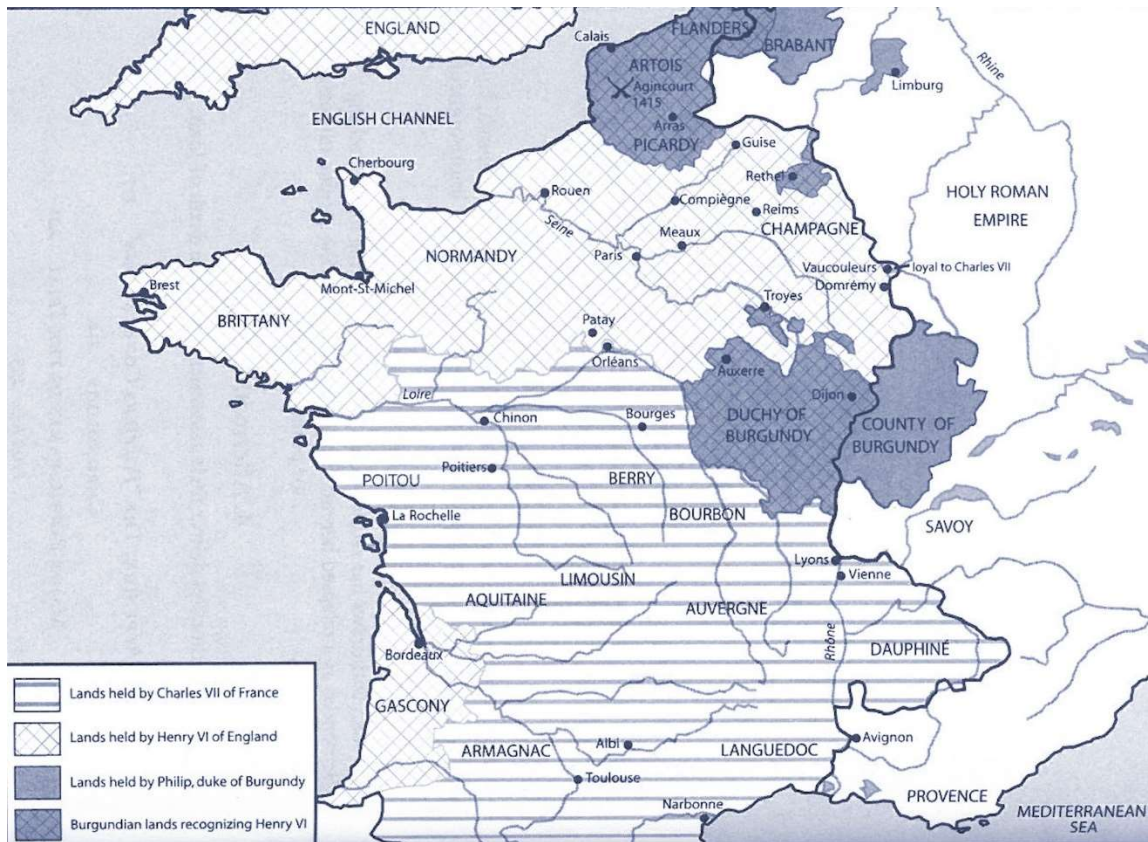 ENGLAND
Calais
FLANDERS
BRABANT
Rhine
ARTOIS
Agincourt
1415
Limburg
ENGLISH CHANNEL
Arras
PICARDY
Guise
Cherbourg
Rethel
Rouen
Compiègne
Reims
HOLY ROMAN
EMPIRE
Seine
CHAMPAGNE
Meaux
NORMANDY
Paris
Vaucouleurs
loyal to Charles VII
Mont-St-Michel
Domrémy
Brest
Troyes
BRITTANY
Patay
Orléans
Auxerre
Loire
Dijon
Chinon
Bourges
DUCHY OF
BURGUNDY
COUNTY OF
BURGUNDY
Poitiers
POITOU
BERRY
La Rochelle
BOURBON
SAVOY
Lyons
Vienne
LIMOUSIN
AQUITAINE
AUVERGNE
Rhône
DAUPHINÉ
Bordeaux
GASCONY
Lands held by Charles VII of France
Lands held by Henry VI of England
Lands held by Philip, duke of Burgundy
Burgundian lands recognizing Henry VI
ARMAGNAC
Albi
LANGUEDOC
Avignon
Toulouse
PROVENCE
Narbonne
MEDITERRANEAN
SEA